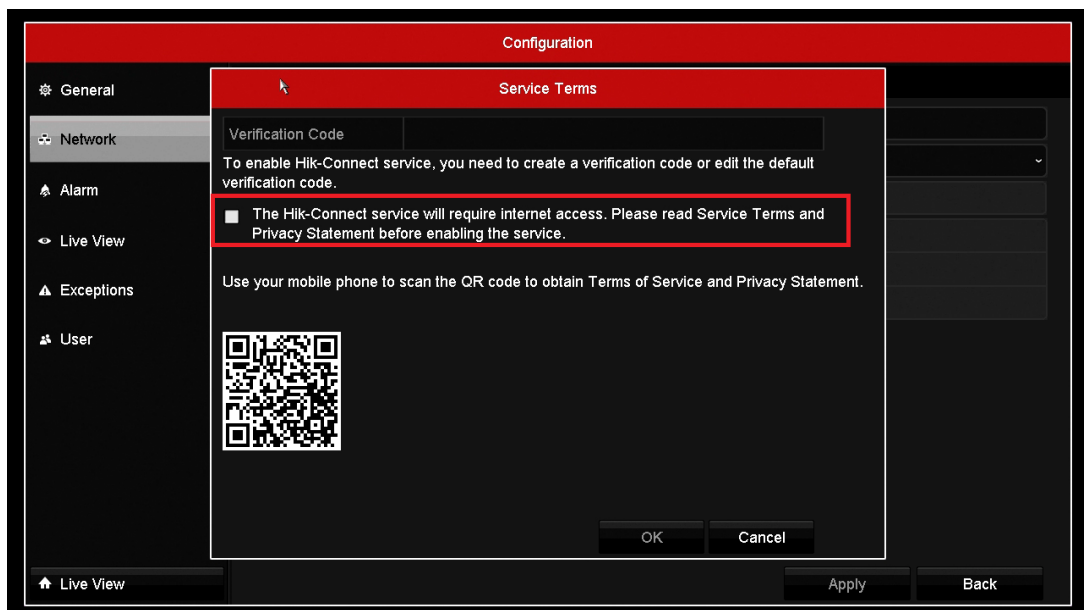 Configuration
General
Network
Alarm
Live View
Exceptions
User
Service Terms
Verification Code
To enable Hik-Connect service, you need to create a verification code or edit the default
verification code.
The Hik-Connect service will require internet access. Please read Service Terms and
Privacy Statement before enabling the service.
Use your mobile phone to scan the QR code to obtain Terms of Service and Privacy Statement.
OK
Cancel
Live View
Apply
Back